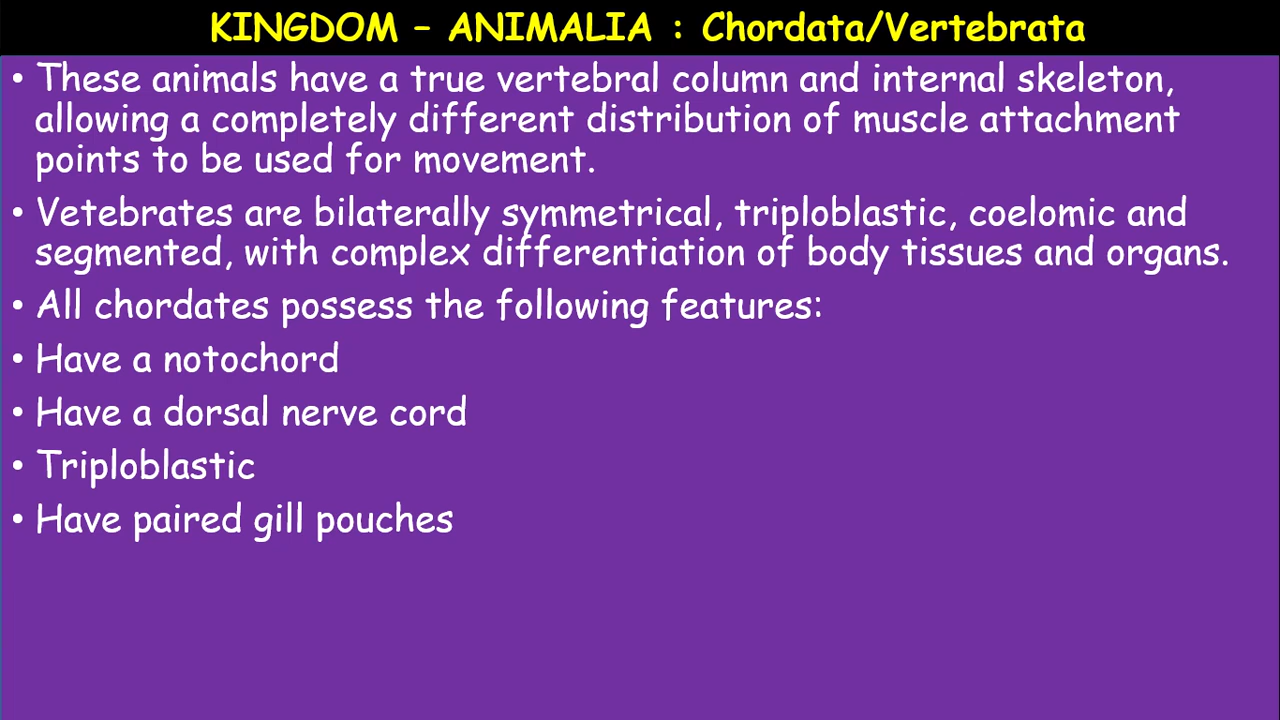 KINGDOM – ANIMALIA : Chordata/Vertebrata
• These animals have a true vertebral column and internal skeleton,
allowing a completely different distribution of muscle attachment
points to be used for movement.
• Vetebrates are bilaterally symmetrical, triploblastic, coelomic and
segmented, with complex differentiation of body tissues and organs.
• All chordates possess the following features:
• Have a notochord
• Have a dorsal nerve cord
• Triploblastic
• Have paired gill pouches